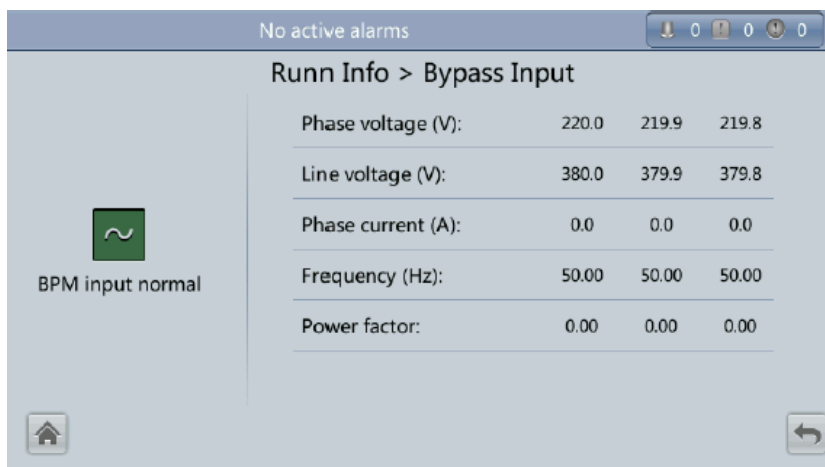 No active alarms 0 0 0
Runn Info > Bypass Input
Phase voltage (V): 220.0 219.9 219.8
Line voltage (V): 380.0 379.9 379.8
Phase current (A): 0.0 0.0 0.0
Frequency (Hz): 50.00 50.00 50.00
Power factor: 0.00 0.00 0.00
BPM input normal